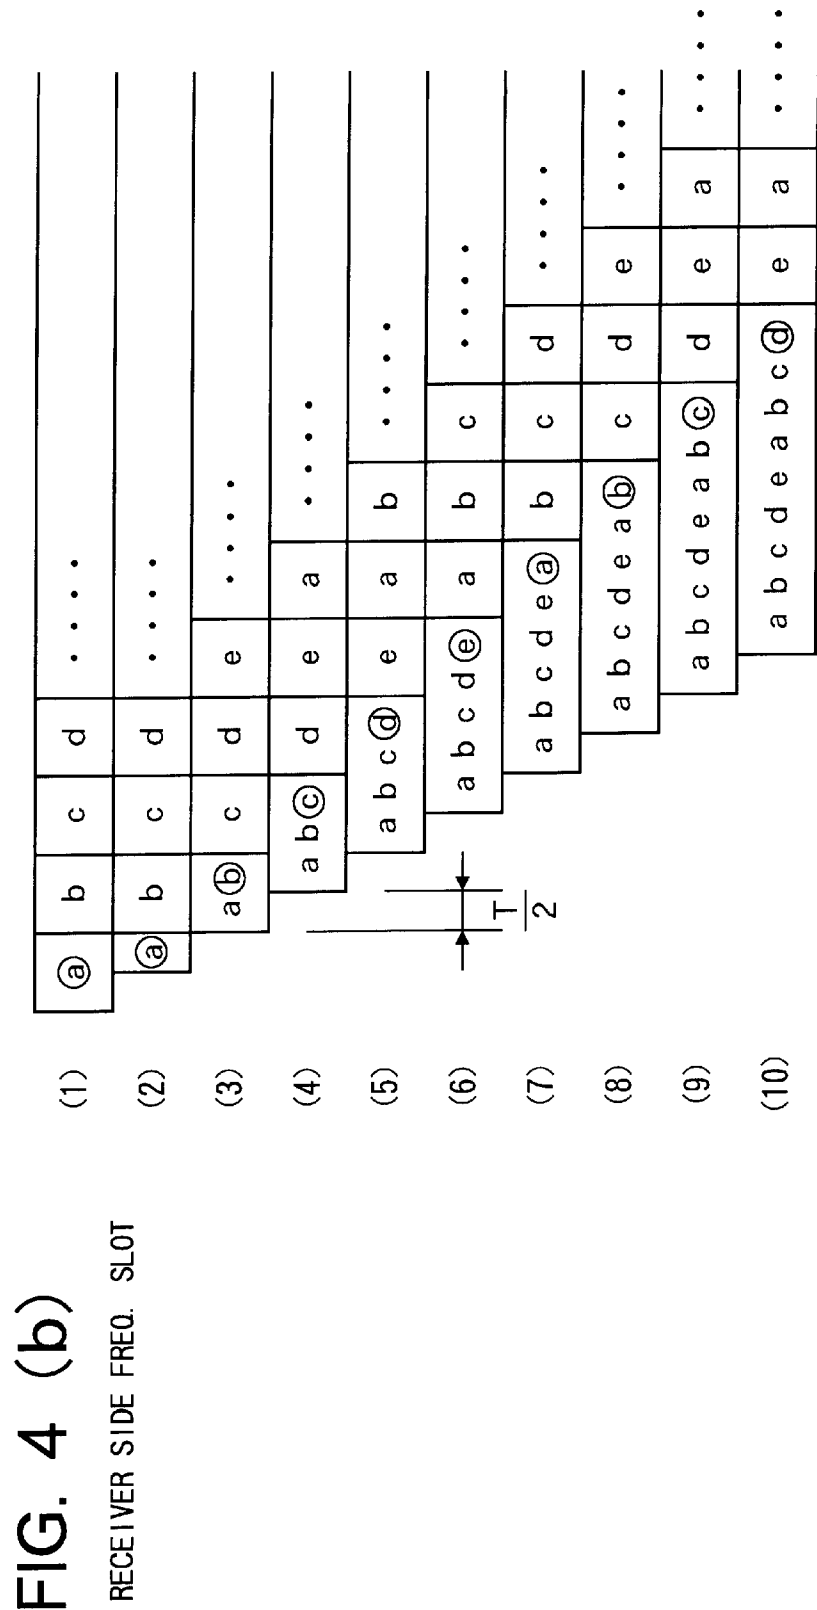 FIG. 4 (b)
RECEIVER SIDE FREQ. SLOT
(1) a b c d ····
(2) a b c d ····
(3) a b c d e ····
(4) a b c d e a ····
(5) a b c d e a b ····
(6) a b c d e a b c ····
(7) a b c d e a b c d ····
(8) a b c d e a b c d e ····
(9) a b c d e a b c d e a ····
(10) a b c d e a b c d e a ····
T
2